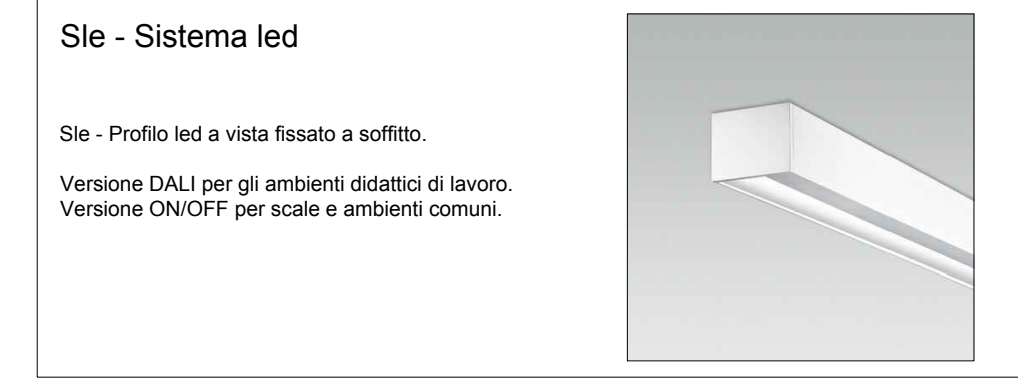 Sle - Sistema led
Sle - Profilo led a vista fissato a soffitto.
Versione DALI per gli ambienti didattici di lavoro.
Versione ON/OFF per scale e ambienti comuni.